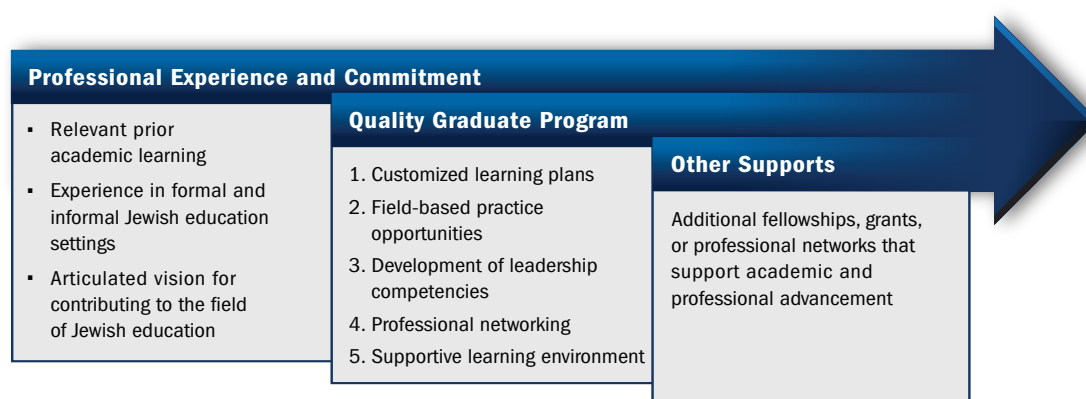 Professional Experience and Commitment
▪ Relevant prior
academic learning
▪ Experience in formal and
informal Jewish education
settings
▪ Articulated vision for
contributing to the field
of Jewish education
Quality Graduate Program
1. Customized learning plans
2. Field-based practice
opportunities
3. Development of leadership
competencies
4. Professional networking
5. Supportive learning environment
Other Supports
Additional fellowships, grants,
or professional networks that
support academic and
professional advancement